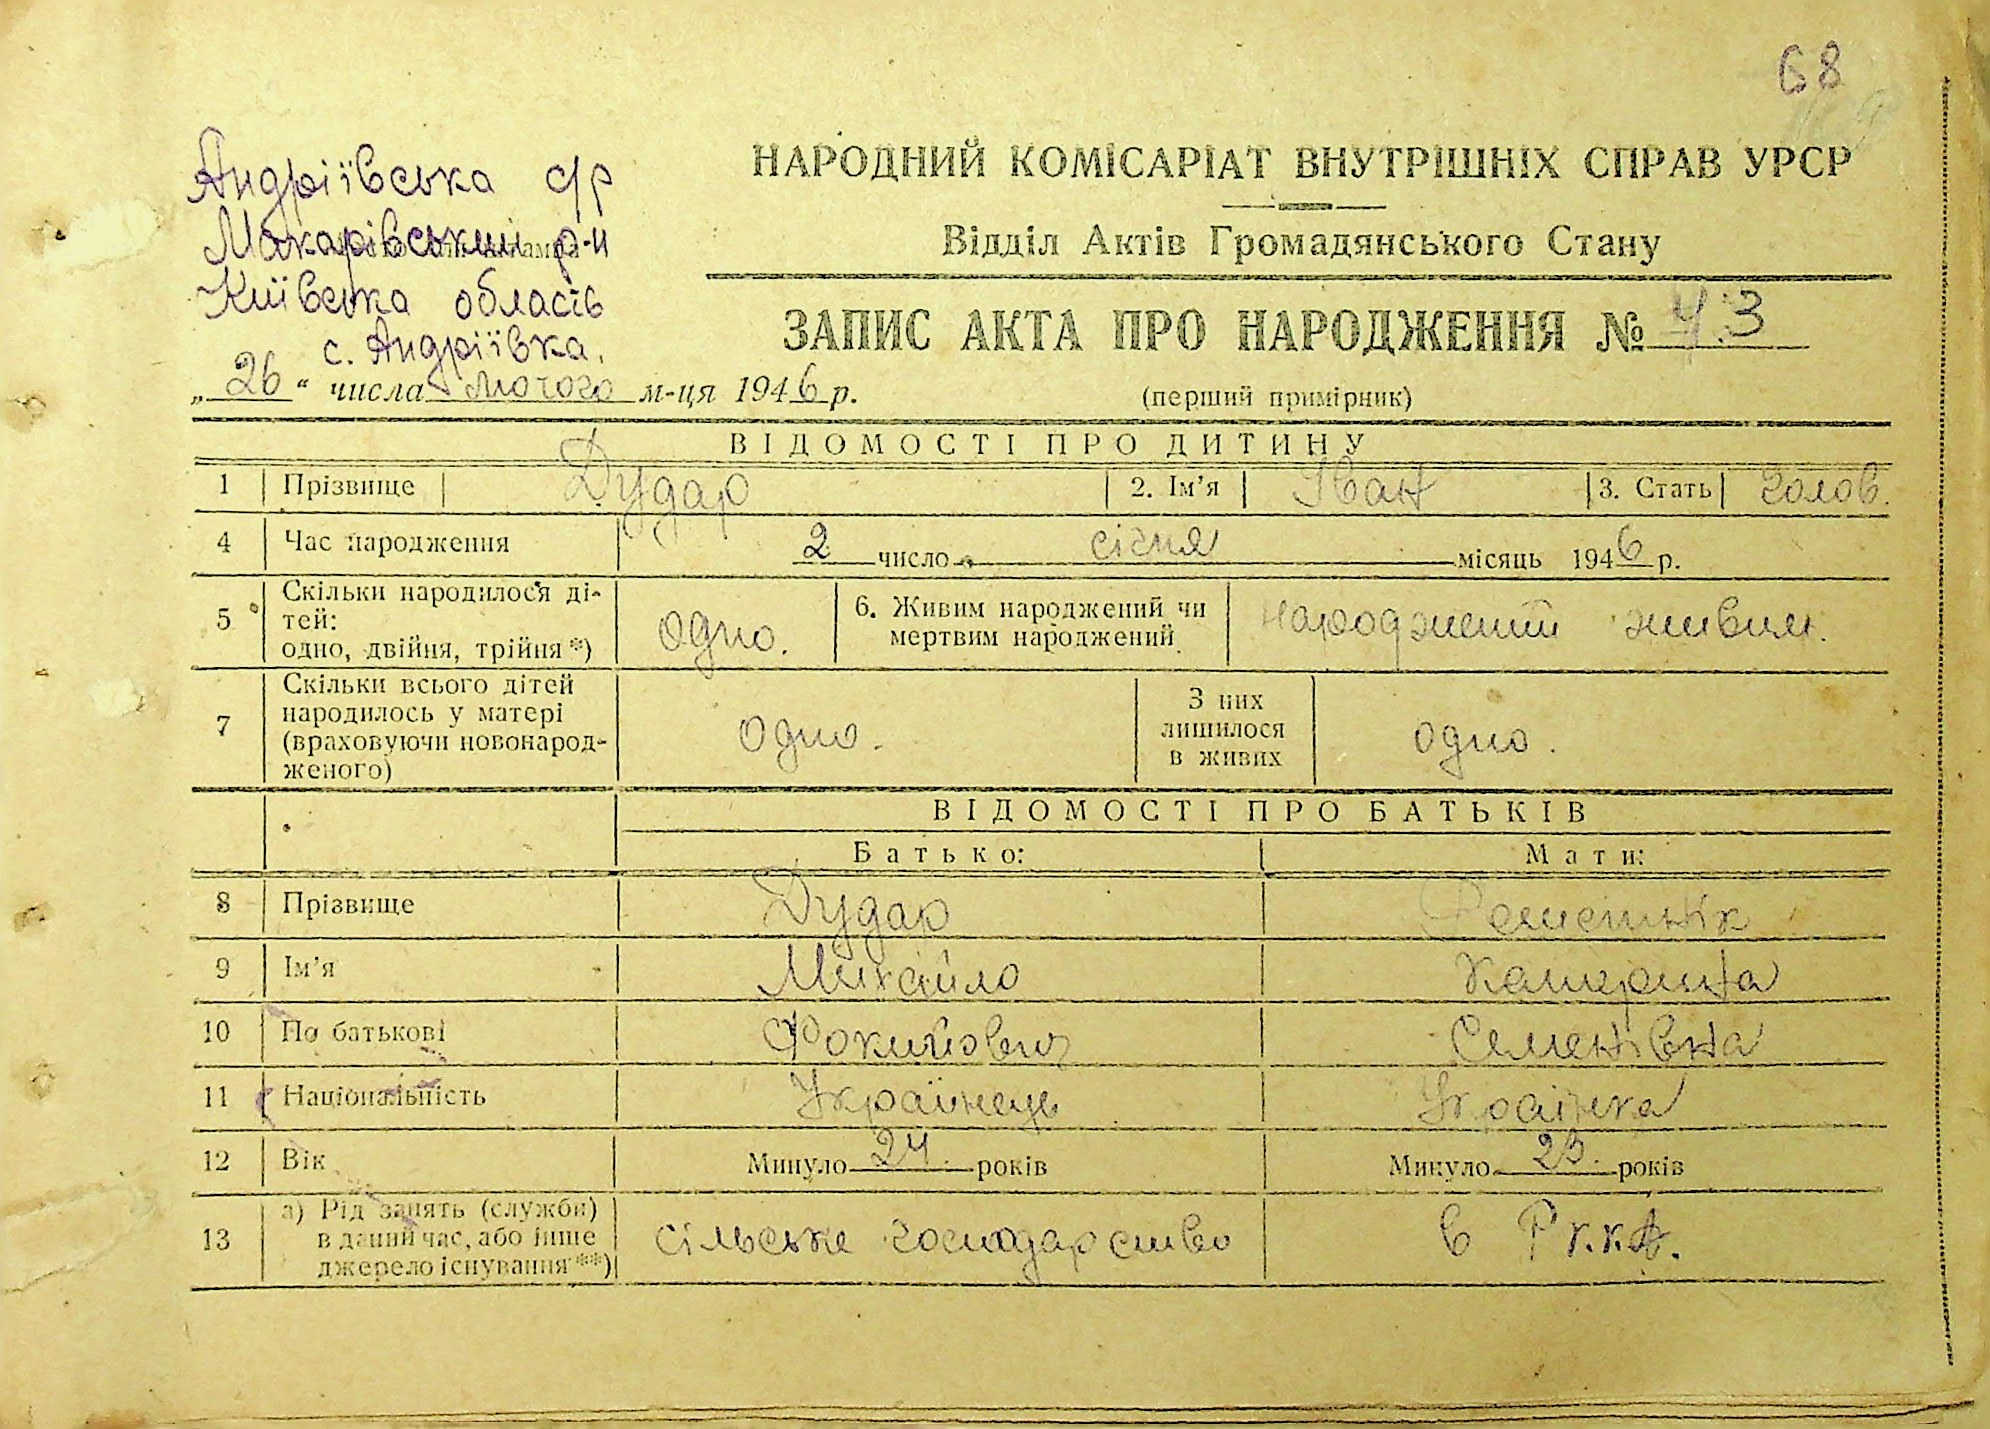 68
Андріївська с/р
Макарівський р-н
Київська область
с. Андріївка,
НАРОДНИЙ КОМІСАРІАТ ВНУТРІШНІХ СПРАВ УРСР
Відділ Актів Громадянського Стану
ЗАПИС АКТА ПРО НАРОДЖЕННЯ № 43
„26“ числа лютого м-ця 1946 р.
(перший примірник)
ВІДОМОСТІ ПРО ДИТИНУ
1 Прізвище Дудар 2. Ім'я Іван 3. Стать Голов.
4 Час народження 2 число січня місяць 1946 р.
5 Скільки народилося ді-
тей:
одно, двійня, трійня *) одно.
6. Живим народжений чи
мертвим народжений народжений живим.
7 Скільки всього дітей
народилось у матері
(враховуючи новонарод-
женого) одно.
З них
лишилося
в живих одно.
ВІДОМОСТІ ПРО БАТЬКІВ
Батько: Мати:
8 Прізвище Дудар
9 Ім'я Михайло
10 По батькові Фокийович Семенівна
11 Національність Українець Українка
12 Вік Минуло 24. років Минуло 23. років
13 а) Рід занять (служби)
в даний час, або інше
джерело існування **)
сільське господарство в Р.К.К.А.